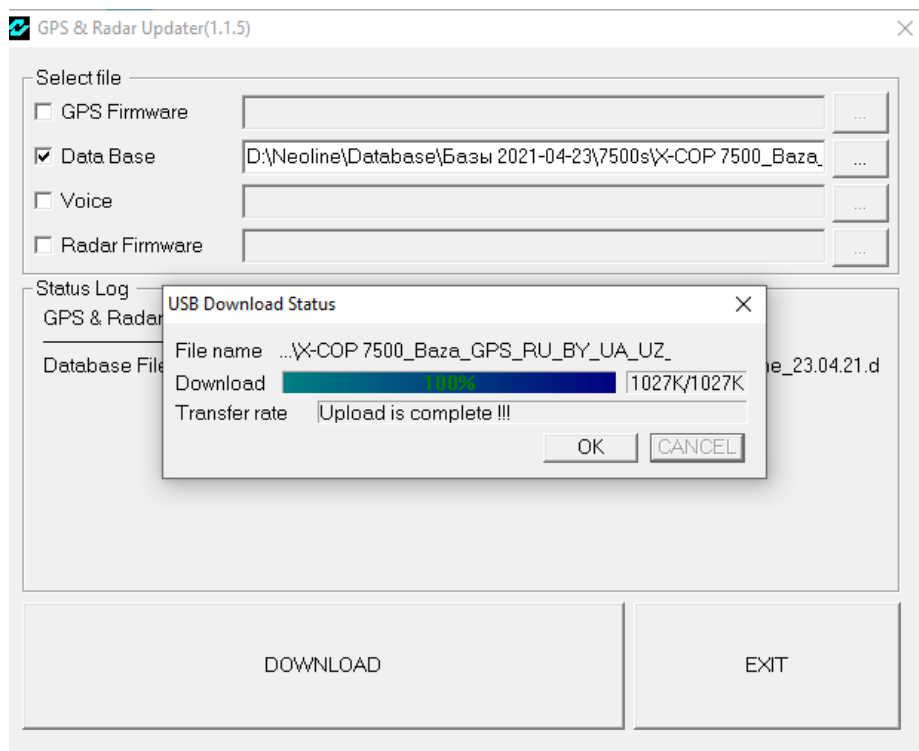 GPS & Radar Updater(1.1.5)
Select file
GPS Firmware
...
Data Base
D:\Neoline\Database\Базы 2021-04-23\7500s\X-COP 7500_Baza_
...
Voice
...
Radar Firmware
...
Status Log
GPS & Radar
Database File
ne_23.04.21.d
USB Download Status
File name ...\X-COP 7500_Baza_GPS_RU_BY_UA_UZ_
Download 100% 1027K/1027K
Transfer rate Upload is complete !!!
OK CANCEL
DOWNLOAD EXIT